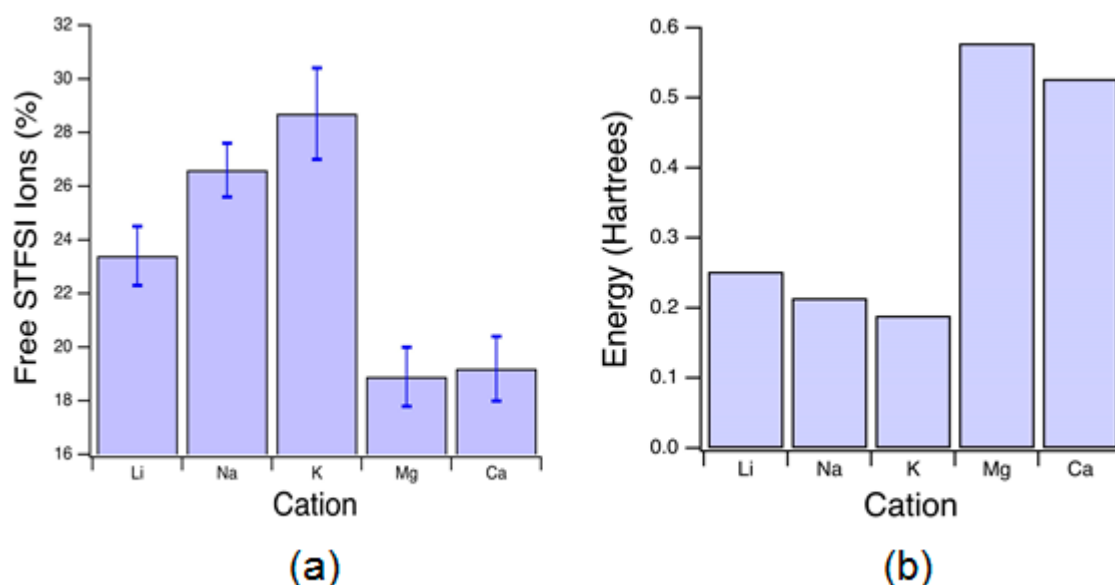 Free STFSI Ions (%)
32
30
28
26
24
22
20
18
16
Li Na K Mg Ca
Cation
(a)
Energy (Hartrees)
0.6
0.5
0.4
0.3
0.2
0.1
0.0
Li Na K Mg Ca
Cation
(b)